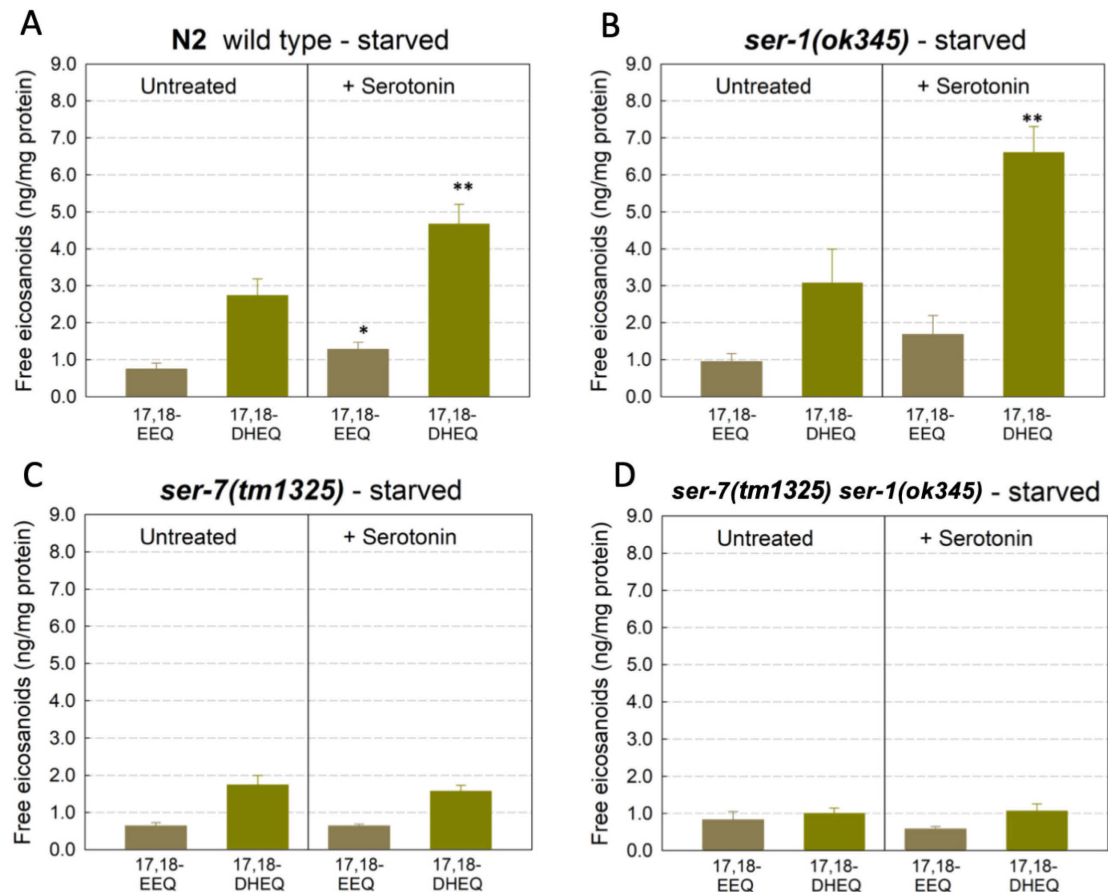 A
N2 wild type - starved
Free eicosanoids (ng/mg protein)
9.0
8.0
7.0
6.0
5.0
4.0
3.0
2.0
1.0
0.0
Untreated
+ Serotonin
*
**
17,18-
EEQ
17,18-
DHEQ
17,18-
EEQ
17,18-
DHEQ
B
ser-1(ok345) - starved
Free eicosanoids (ng/mg protein)
9.0
8.0
7.0
6.0
5.0
4.0
3.0
2.0
1.0
0.0
Untreated
+ Serotonin
**
17,18-
EEQ
17,18-
DHEQ
17,18-
EEQ
17,18-
DHEQ
C
ser-7(tm1325) - starved
Free eicosanoids (ng/mg protein)
9.0
8.0
7.0
6.0
5.0
4.0
3.0
2.0
1.0
0.0
Untreated
+ Serotonin
17,18-
EEQ
17,18-
DHEQ
17,18-
EEQ
17,18-
DHEQ
D
ser-7(tm1325) ser-1(ok345) - starved
Free eicosanoids (ng/mg protein)
9.0
8.0
7.0
6.0
5.0
4.0
3.0
2.0
1.0
0.0
Untreated
+ Serotonin
17,18-
EEQ
17,18-
DHEQ
17,18-
EEQ
17,18-
DHEQ